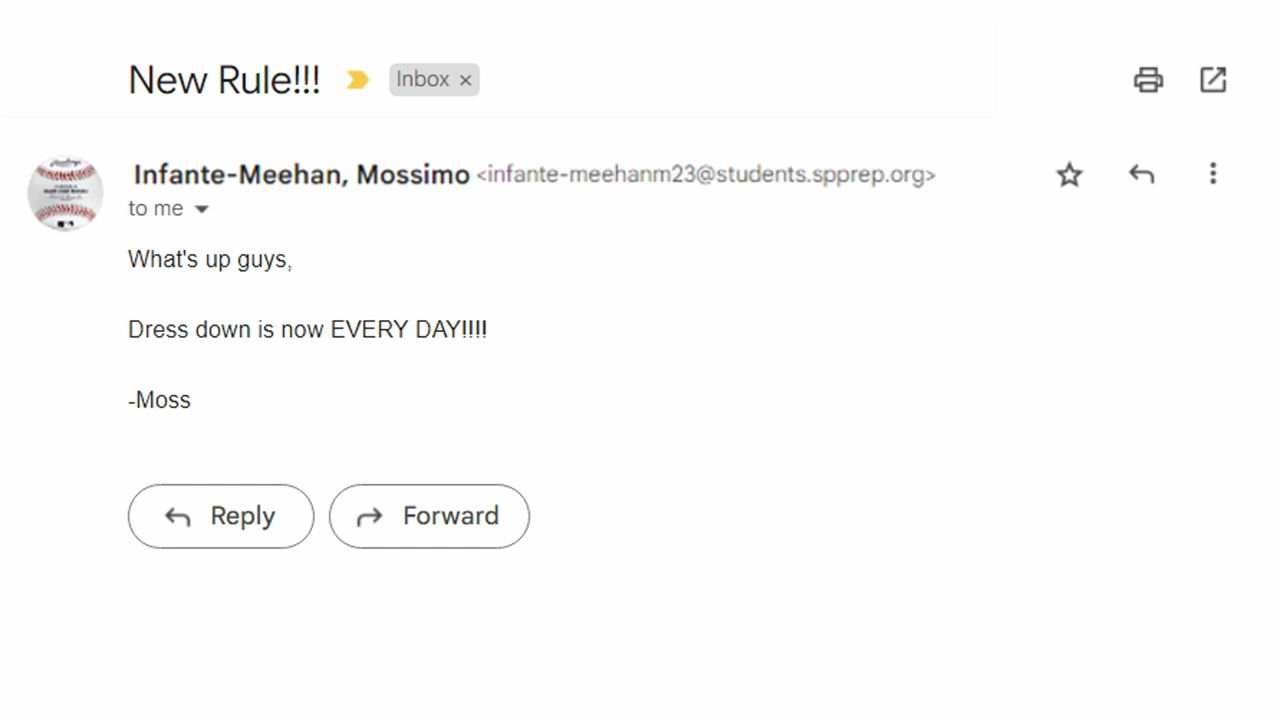 New Rule!!! Inbox ×
Infante-Meehan, Mossimo <infante-meehanm23@students.spprep.org>
to me
What's up guys,
Dress down is now EVERY DAY!!!!
-Moss
Reply Forward